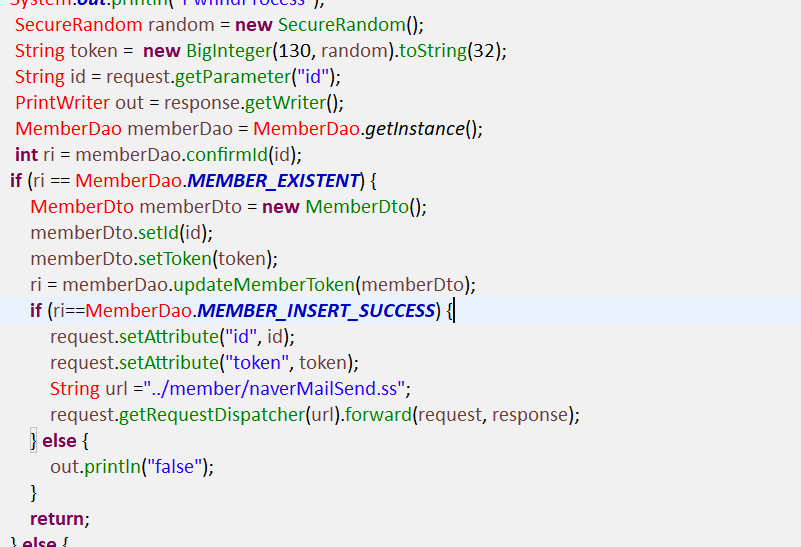 System.out.println("PwfindProcess");
SecureRandom random = new SecureRandom();
String token =  new BigInteger(130, random).toString(32);
String id = request.getParameter("id");
PrintWriter out = response.getWriter();
MemberDao memberDao = MemberDao.getInstance();
int ri = memberDao.confirmId(id);
if (ri == MemberDao.MEMBER_EXISTENT) {
memberDto memberDto = new MemberDto();
memberDto.setId(id);
memberDto.setToken(token);
ri = memberDao.updateMemberToken(memberDto);
if (ri==MemberDao.MEMBER_INSERT_SUCCESS) {
request.setAttribute("id", id);
request.setAttribute("token", token);
String url ="../member/naverMailSend.ss";
request.getRequestDispatcher(url).forward(request, response);
} else {
out.println("false");
}
return;
} else {